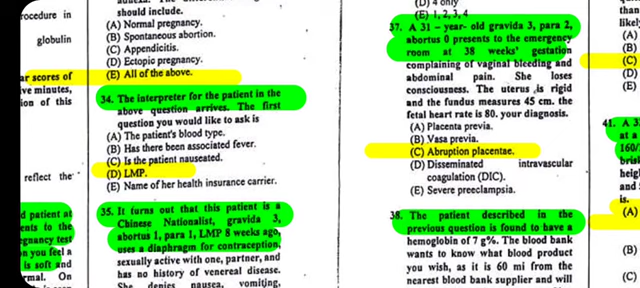 rocedure in
globulin
ar scores of
ive minutes,
ion of this
reflect the
d patient at
ents to the
gnancy test
n you feel a
is soft and
rmal. On
should include.
(A) Normal pregnancy.
(B) Spontaneous abortion.
(C) Appendicitis.
(D) Ectopic pregnancy.
(E) All of the above.
34. The interpreter for the patient in the
above question arrives. The first
question you would like to ask is
(A) The patient's blood type.
(B) Has there been associated fever.
(C) Is the patient nauseated.
(D) LMP.
(E) Name of her health insurance carrier.
35. It turns out that this patient is a
Chinese Nationalist, gravida 3,
abortus 1, para 1, LMP 8 weeks ago,
uses a diaphragm for contraception,
sexually active with one, partner, and
has no history of venereal disease.
She denies nausea, vomiting,
(D) 4 only
(E) 1, 2, 3, 4
37. A 31 – year- old gravida 3, para 2,
abortus 0 presents to the emergency
room at 38 weeks' gestation
complaining of vaginal bleeding and
abdominal pain. She loses
consciousness. The uterus is rigid
and the fundus measures 45 cm. the
fetal heart rate is 80. your diagnosis.
(A) Placenta previa.
(B) Vasa previa.
(C) Abruption placentae.
(D) Disseminated intravascular
coagulation (DIC).
(E) Severe preeclampsia.
38. The patient described in the
previous question is found to have a
hemoglobin of 7 g%. The blood bank
wants to know what blood product
you wish, as it is 60 mi from the
nearest blood bank supplier and will
than
likely
(A)
(B)
(C)
(D)
(E)
41. A 3
at a
160/
brisk
heigh
and
is.
(A)
(B)
(C)